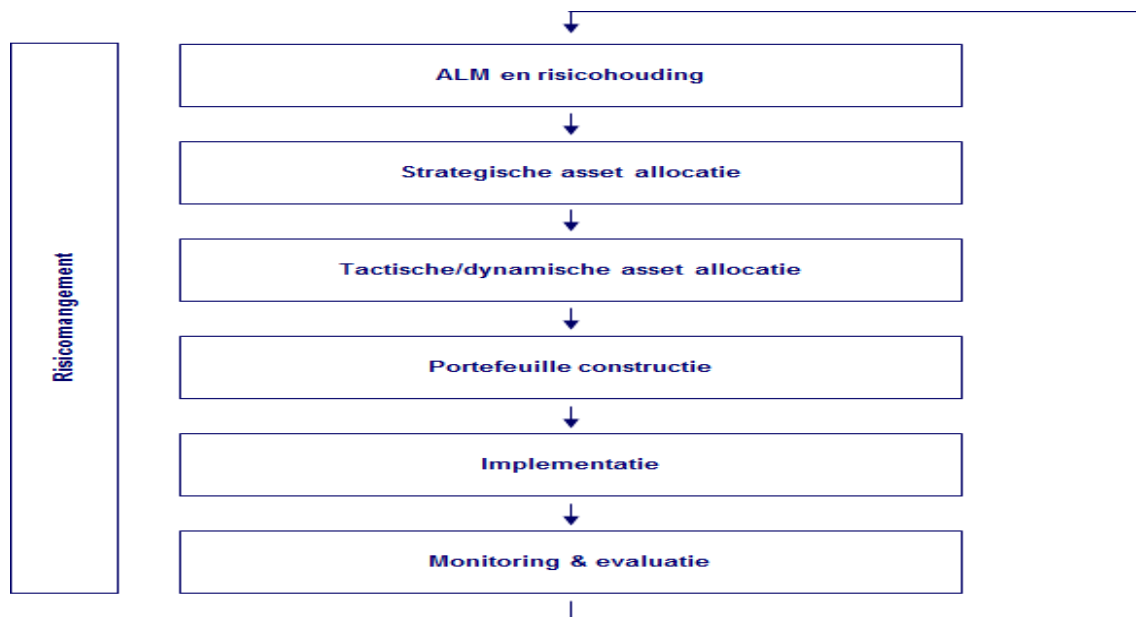 ALM en risicohouding
Strategische asset allocatie
Tactische/dynamische asset allocatie
Risicomangement
Portefeuille constructie
Implementatie
Monitoring & evaluatie